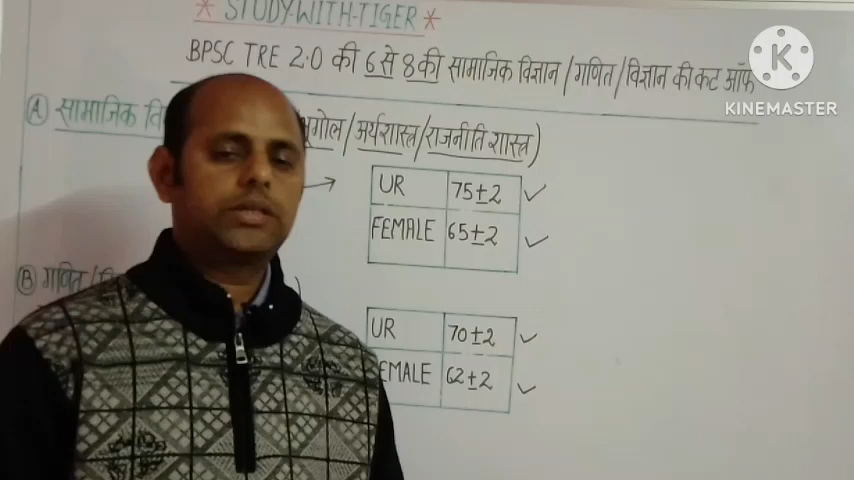 * STUDY-WITH-TIGER *
BPSC TRE 2.0 की 6 से 8 की सामाजिक विज्ञान / गणित / विज्ञान की कट ऑफ
Ⓐ सामाजिक भूगोल / अर्थशास्त्र / राजनीति शास्त्र)
→ UR 75±2 ✓
FEMALE 65±2 ✓
Ⓑ गणित /
UR 70±2 ✓
EMALE 62±2 ✓
K
KINEMASTER